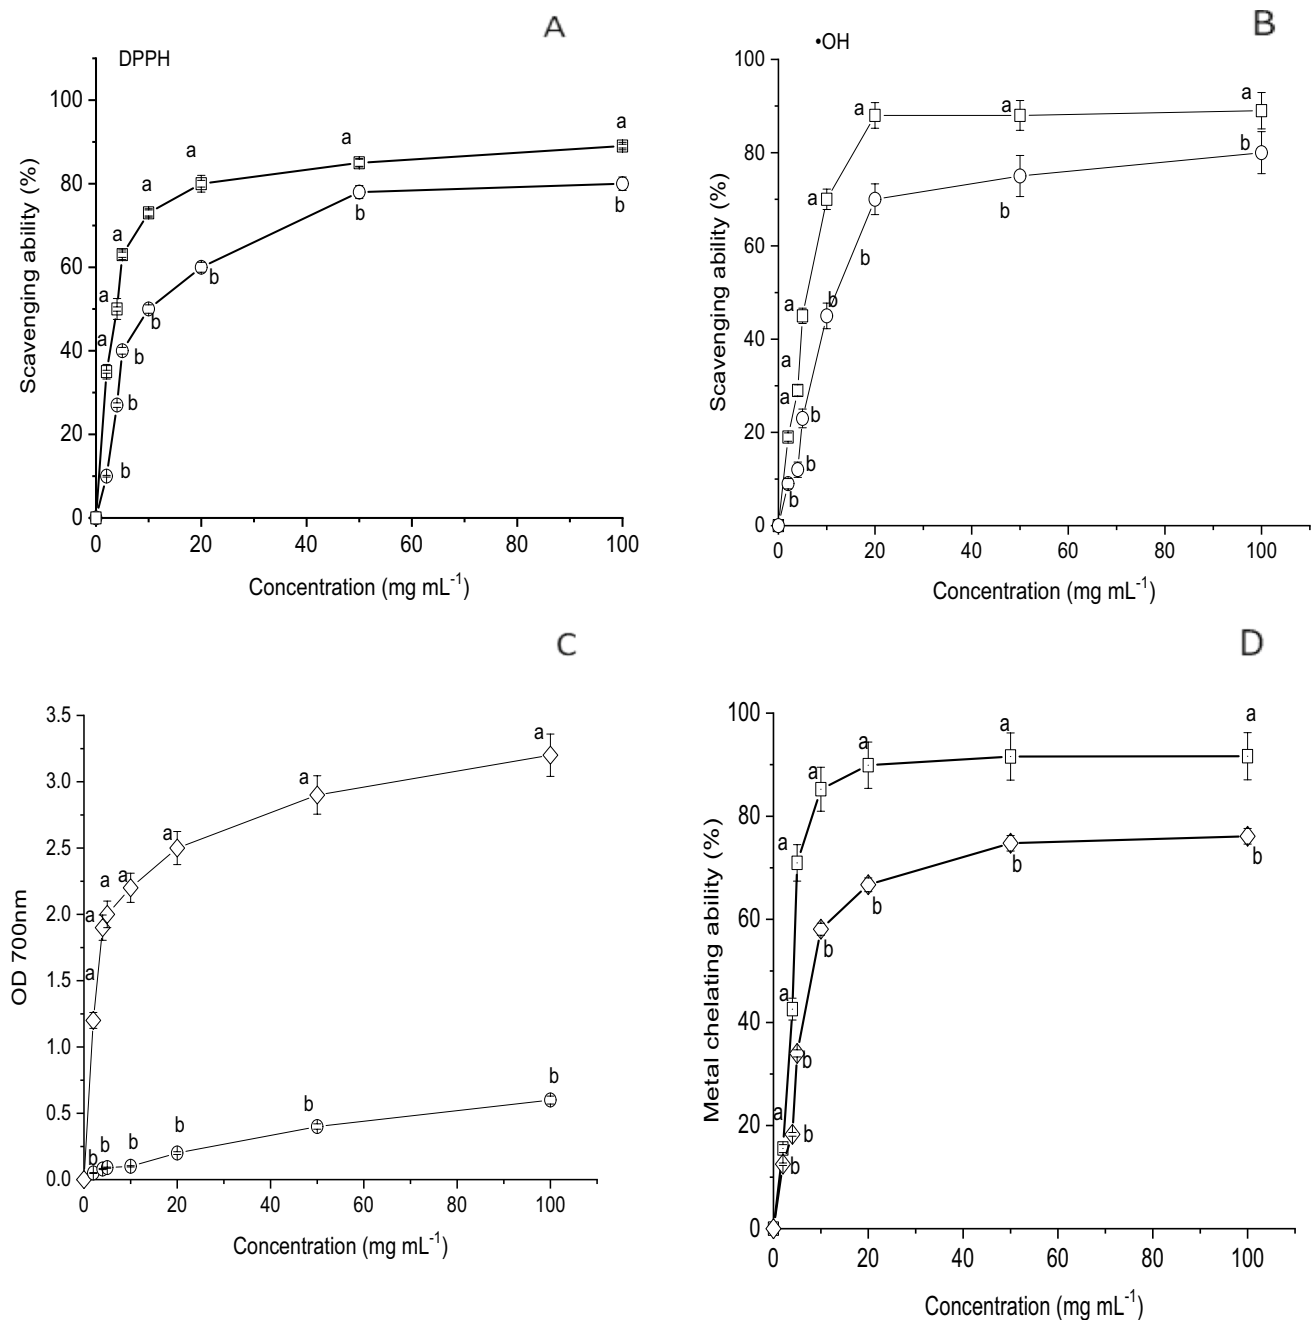 A
DPPH
100
80
60
40
20
0
Scavenging ability (%)
a
a
a
a
a
a
a
b
b
b
b
b
b
b
0 20 40 60 80 100
Concentration (mg mL-1)
B
•OH
100
80
60
40
20
0
Scavenging ability (%)
a
a
a
a
a
a
a
b
b
b
b
b
b
b
0 20 40 60 80 100
Concentration (mg mL-1)
C
3.5
3.0
2.5
2.0
1.5
1.0
0.5
0.0
OD 700nm
a
a
a
a
a
a
a
b
b
b
b
b
b
0 20 40 60 80 100
Concentration (mg mL-1)
D
100
80
60
40
20
0
Metal chelating ability (%)
a
a
a
a
a
a
a
b
b
b
b
b
b
b
0 20 40 60 80 100
Concentration (mg mL-1)